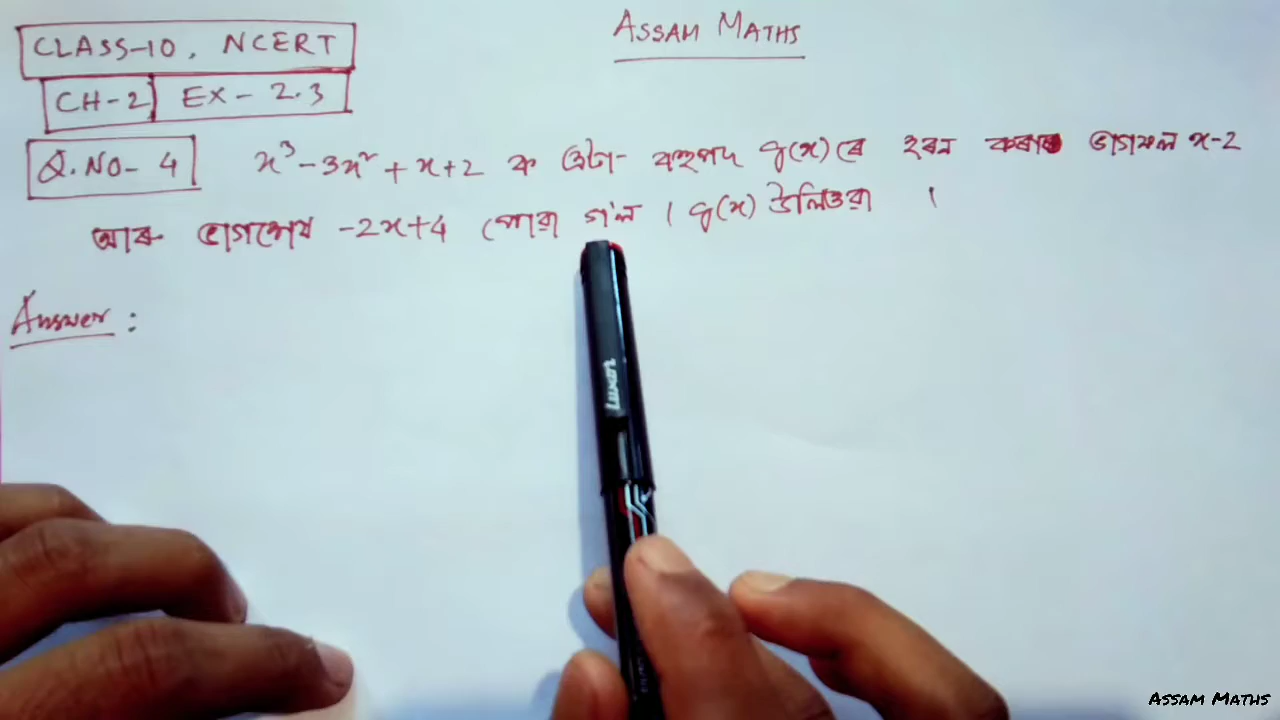 ASSAM MATHS
CLASS-10, NCERT
CH-2 EX-2.3
Q.NO-4 x³-3x²+x+2 ক এটা বহুপদ g(x)ৰে হৰণ কৰাত ভাগফল x-2
আৰু ভাগশেষ -2x+4 পোৱা গ'ল । g(x) উলিওৱা ।
Answer:
Luxor
ASSAM MATHS